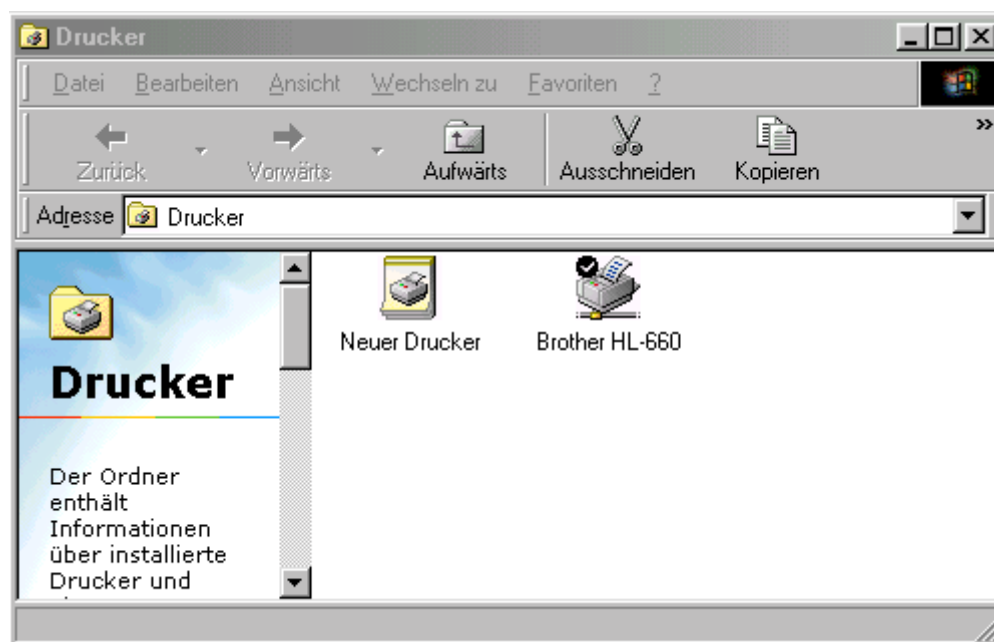 Drucker
Datei Bearbeiten Ansicht Wechseln zu Favoriten ?
Zurück Vorwärts Aufwärts Ausschneiden Kopieren »
Adresse Drucker
Drucker
Der Ordner
enthält
Informationen
über installierte
Drucker und
Neuer Drucker Brother HL-660